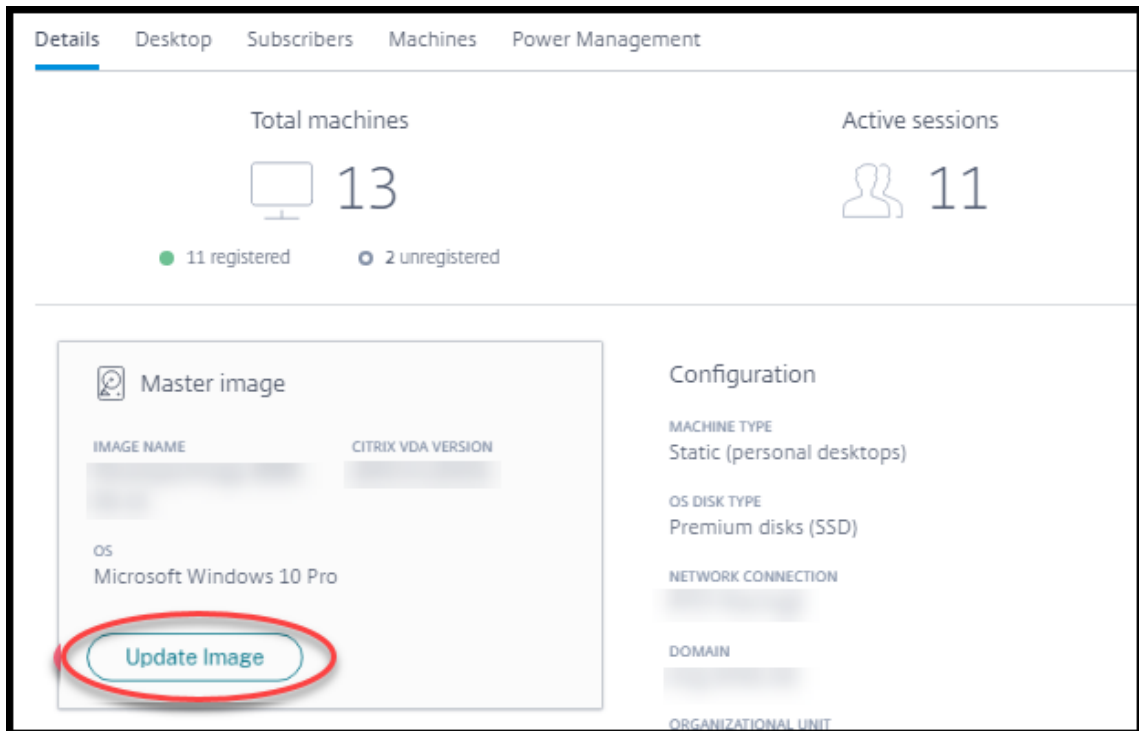 Details Desktop Subscribers Machines Power Management
Total machines
13
11 registered 2 unregistered
Active sessions
11
Master image
IMAGE NAME CITRIX VDA VERSION
OS
Microsoft Windows 10 Pro
Update Image
Configuration
MACHINE TYPE
Static (personal desktops)
OS DISK TYPE
Premium disks (SSD)
NETWORK CONNECTION
DOMAIN
ORGANIZATIONAL UNIT